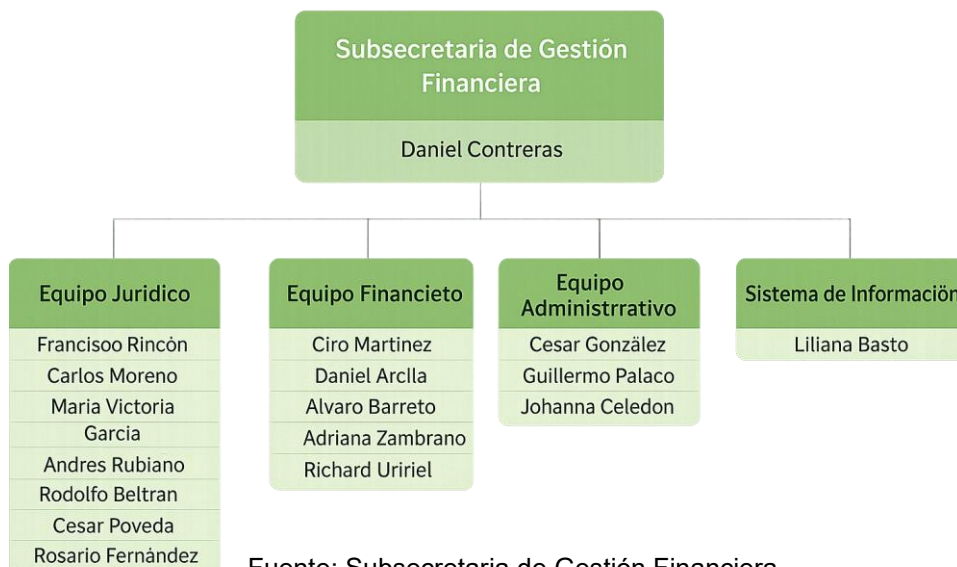 Subsecretaria de Gestión
Financiera
Daniel Contreras
Equipo Juridico
Francisoo Rincòn
Carlos Moreno
Maria Victoria
Garcia
Andres Rubiano
Rodolfo Beltran
Cesar Poveda
Rosario Fernández
Equipo Financieto
Ciro Martinez
Daniel Arclla
Alvaro Barreto
Adriana Zambrano
Richard Uririel
Equipo
Administrrativo
Cesar Gonzälez
Guillermo Palaco
Johanna Celedon
Sistema de Informaciön
Liliana Basto
Fuente: Subsecretaria de Gestión Financiera